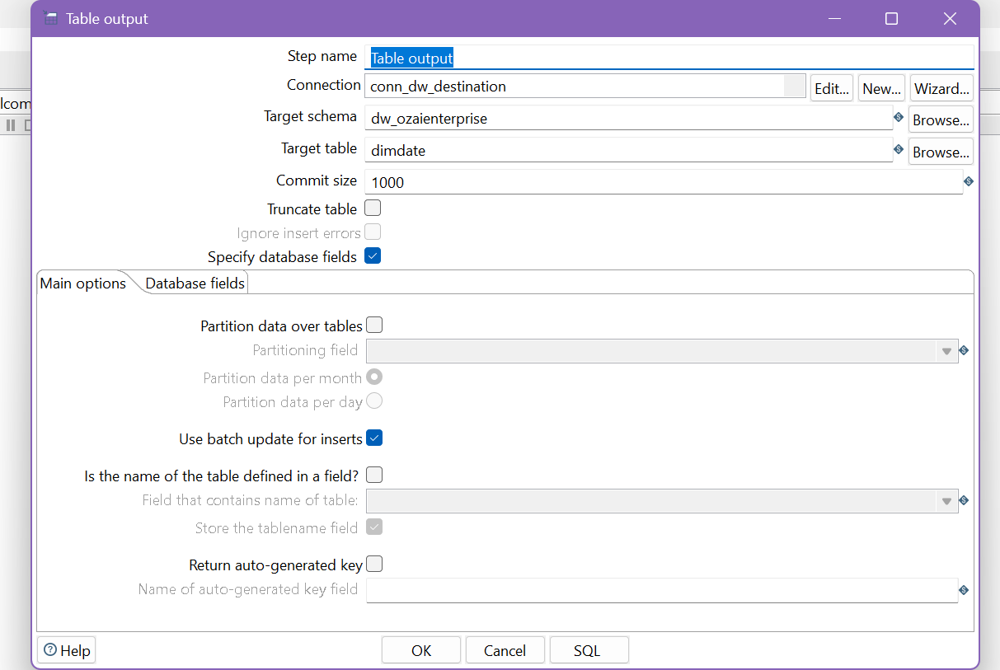 Table output
Step name Table output
Connection conn_dw_destination Edit... New... Wizard...
lcom
Target schema dw_ozaienterprise Browse...
Target table dimdate Browse...
Commit size 1000
Truncate table
Ignore insert errors
Specify database fields
Main options Database fields
Partition data over tables
Partitioning field
Partition data per month
Partition data per day
Use batch update for inserts
Is the name of the table defined in a field?
Field that contains name of table:
Store the tablename field
Return auto-generated key
Name of auto-generated key field
Help OK Cancel SQL